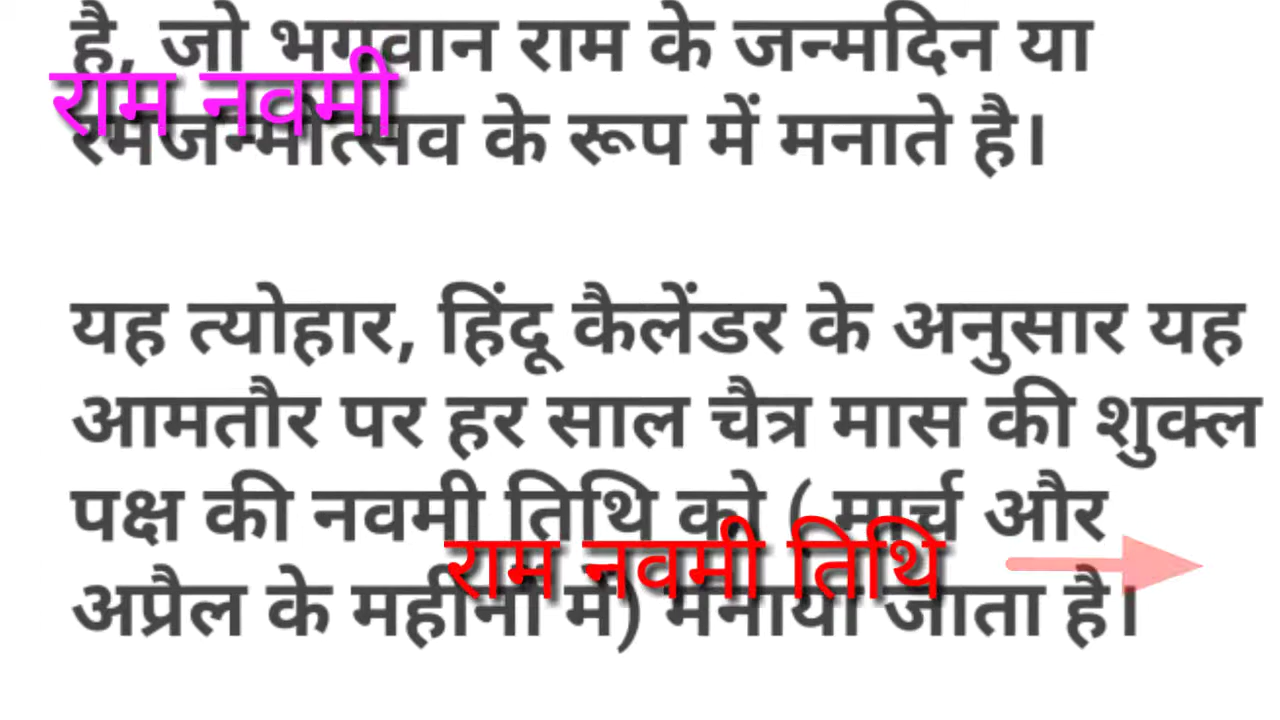 है, जो भगवान राम के जन्मदिन या
राम नवमी
रमजन्मोत्सव के रूप में मनाते है।
यह त्योहार, हिंदू कैलेंडर के अनुसार यह
आमतौर पर हर साल चैत्र मास की शुक्ल
पक्ष की नवमी तिथि को ( मार्च और
राम नवमी तिथि
अप्रैल के महीनों में) मनाया जाता है।